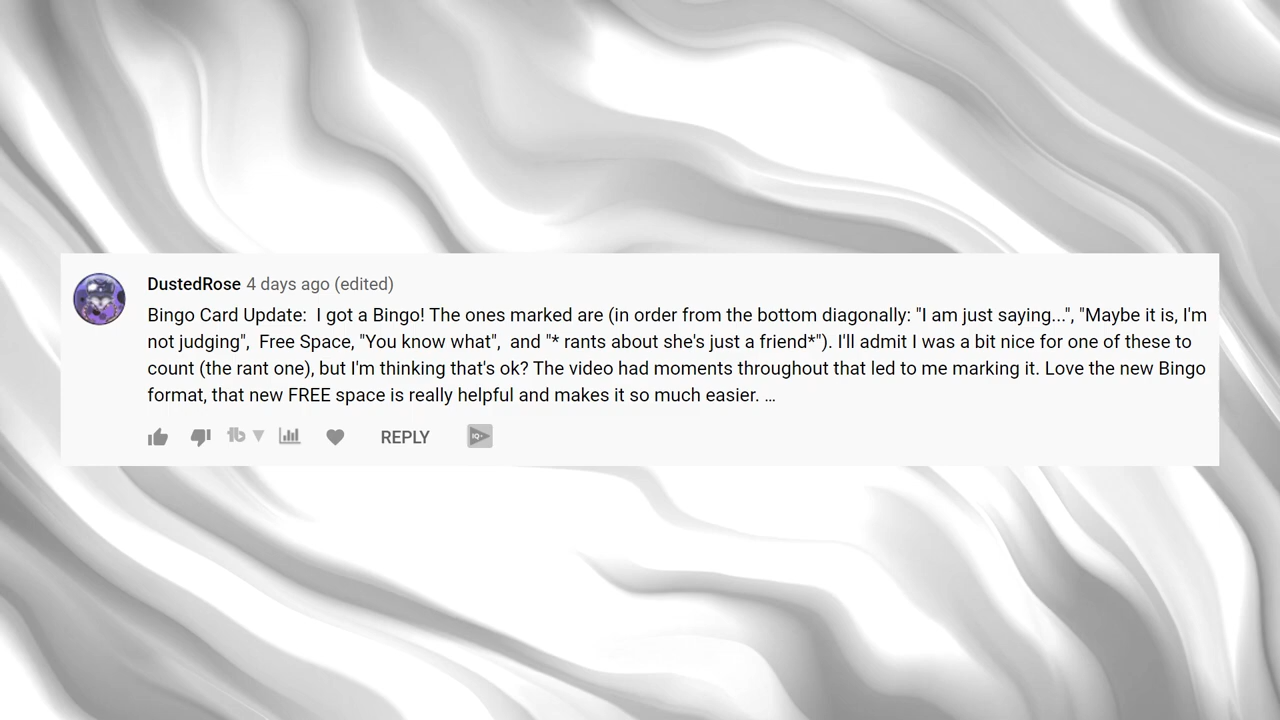 DustedRose 4 days ago (edited)
Bingo Card Update:  I got a Bingo! The ones marked are (in order from the bottom diagonally: "I am just saying...", "Maybe it is, I'm
not judging",  Free Space, "You know what",  and "* rants about she's just a friend*"). I'll admit I was a bit nice for one of these to
count (the rant one), but I'm thinking that's ok? The video had moments throughout that led to me marking it. Love the new Bingo
format, that new FREE space is really helpful and makes it so much easier. ...
REPLY